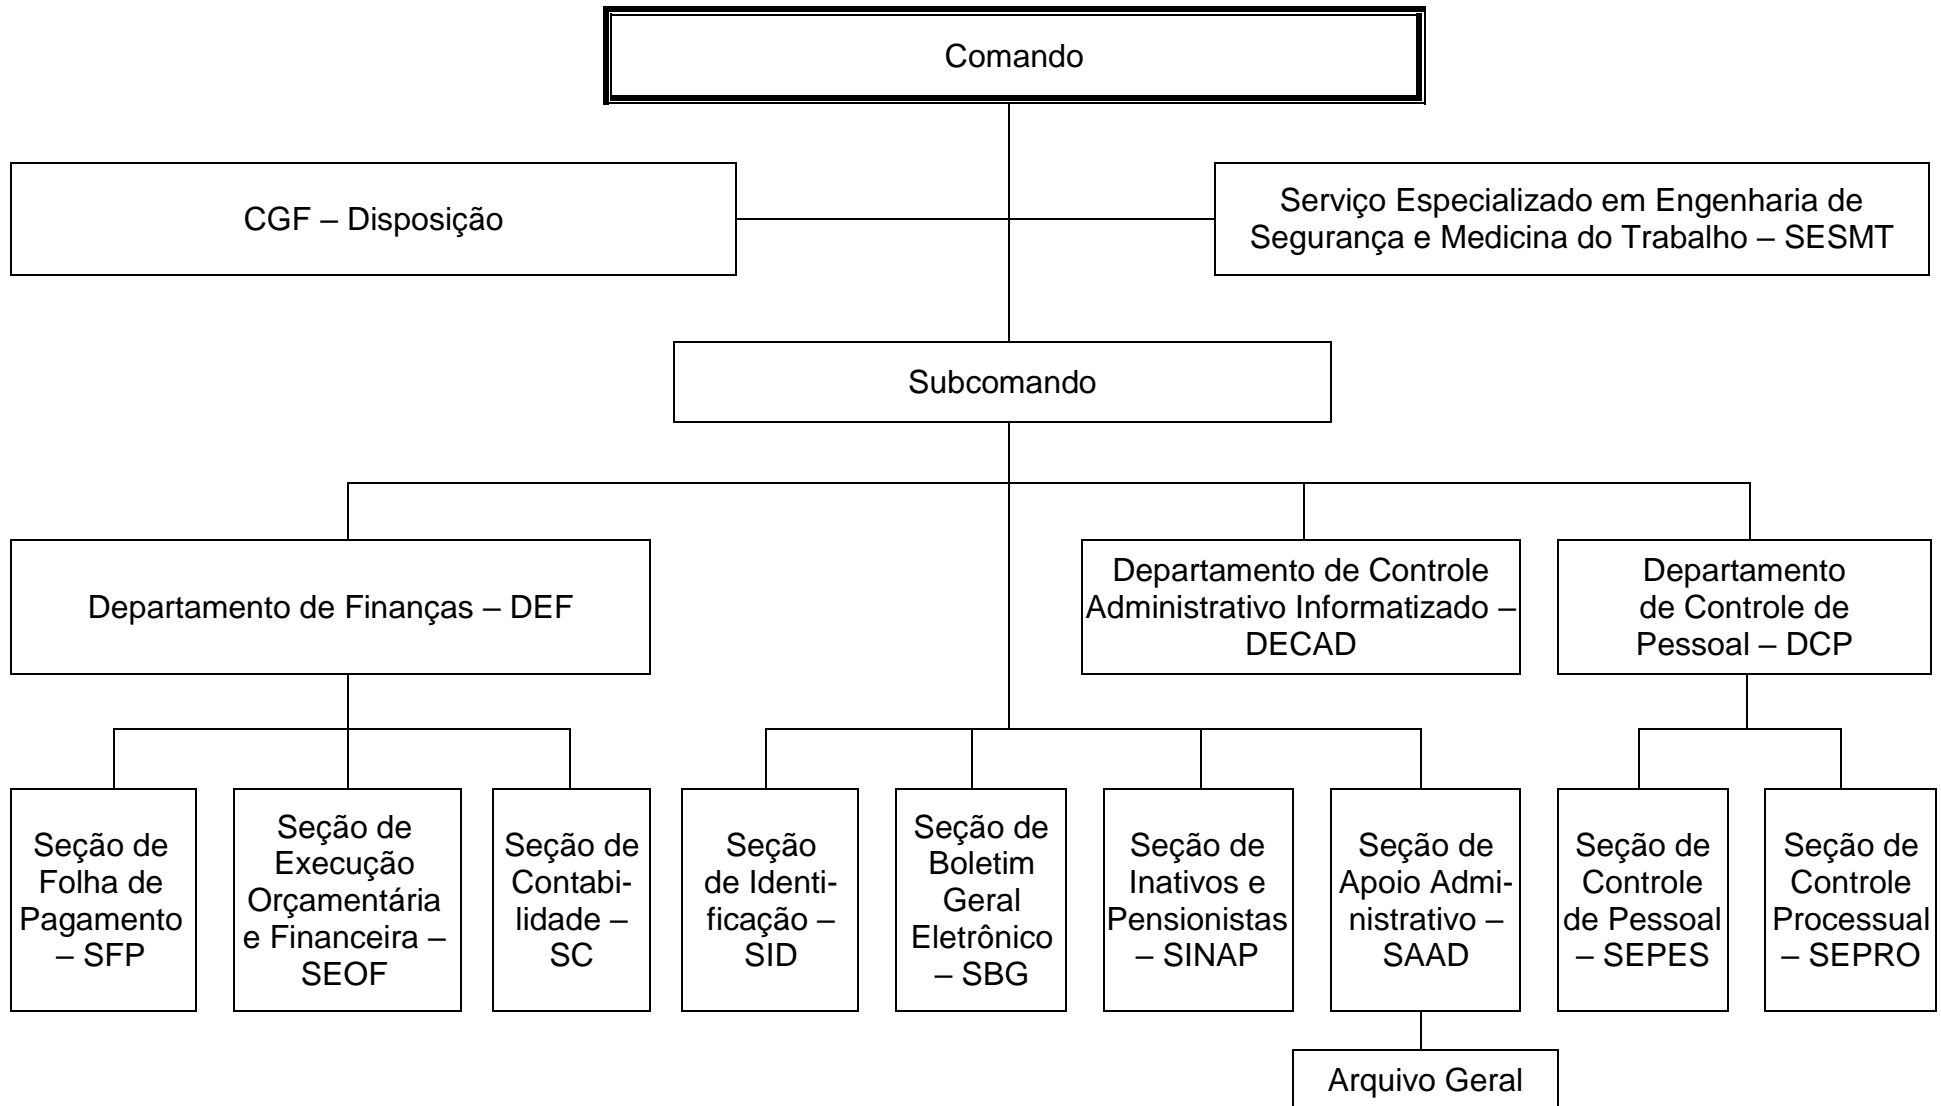 Comando
CGF – Disposição
Serviço Especializado em Engenharia de
Segurança e Medicina do Trabalho – SESMT
Subcomando
Departamento de Finanças – DEF
Departamento de Controle
Administrativo Informatizado –
DECAD
Departamento
de Controle de
Pessoal – DCP
Seção de
Folha de
Pagamento
– SFP
Seção de
Execução
Orçamentária
e Financeira –
SEOF
Seção de
Contabi-
lidade –
SC
Seção
de Identi-
ficação –
SID
Seção de
Boletim
Geral
Eletrônico
– SBG
Seção de
Inativos e
Pensionistas
– SINAP
Seção de
Apoio Admi-
nistrativo –
SAAD
Seção de
Controle
de Pessoal
– SEPES
Seção de
Controle
Processual
– SEPRO
Arquivo Geral